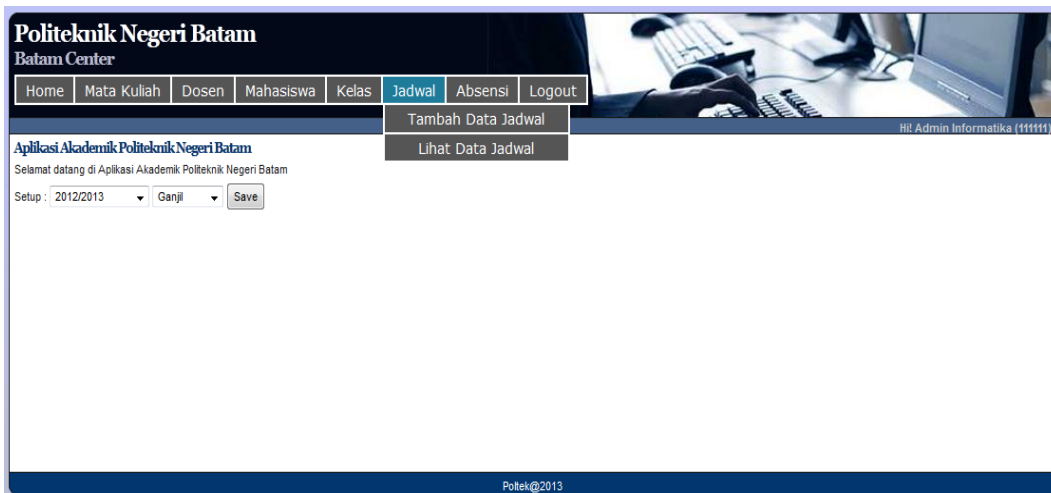 Politeknik Negeri Batam
Batam Center
Home Mata Kuliah Dosen Mahasiswa Kelas Jadwal Absensi Logout
Tambah Data Jadwal
Lihat Data Jadwal
Hi! Admin Informatika (111111)
Aplikasi Akademik Politeknik Negeri Batam
Selamat datang di Aplikasi Akademik Politeknik Negeri Batam
Setup : 2012/2013 Ganjil Save
Poltek@2013